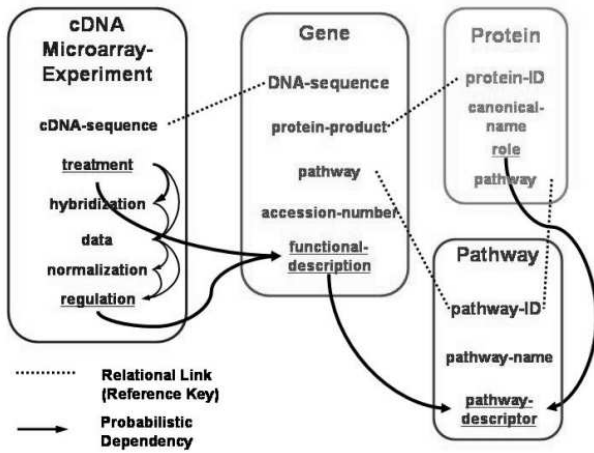 cDNA
Microarray-
Experiment
cDNA-sequence
treatment
hybridization
data
normalization
regulation
Gene
DNA-sequence
protein-product
pathway
accession-number
functional-
description
Protein
protein-ID
canonical-
name
role
pathway
Pathway
pathway-ID
pathway-name
pathway-
descriptor
Relational Link
(Reference Key)
Probabilistic
Dependency